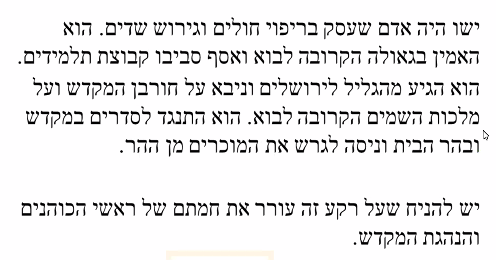 ישו היה אדם שעסק בריפוי חולים וגירוש שדים. הוא
האמין בגאולה הקרובה לבוא ואסף סביבו קבוצת תלמידים.
הוא הגיע מהגליל לירושלים וניבא על חורבן המקדש ועל
מלכות השמים הקרובה לבוא. הוא התנגד לסדרים במקדש
ובהר הבית וניסה לגרש את המוכרים מן ההר.
יש להניח שעל רקע זה עורר את חמתם של ראשי הכוהנים
והנהגת המקדש.